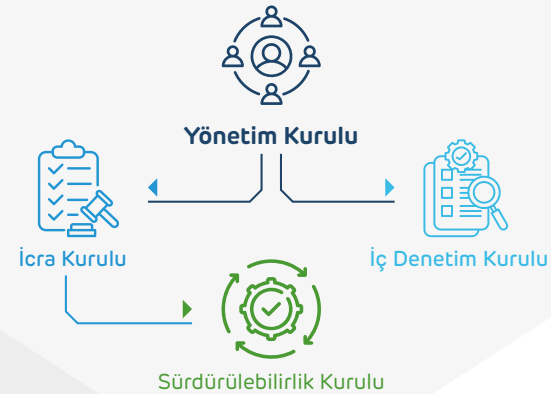 Yönetim Kurulu
İcra Kurulu
İç Denetim Kurulu
Sürdürülebilirlik Kurulu